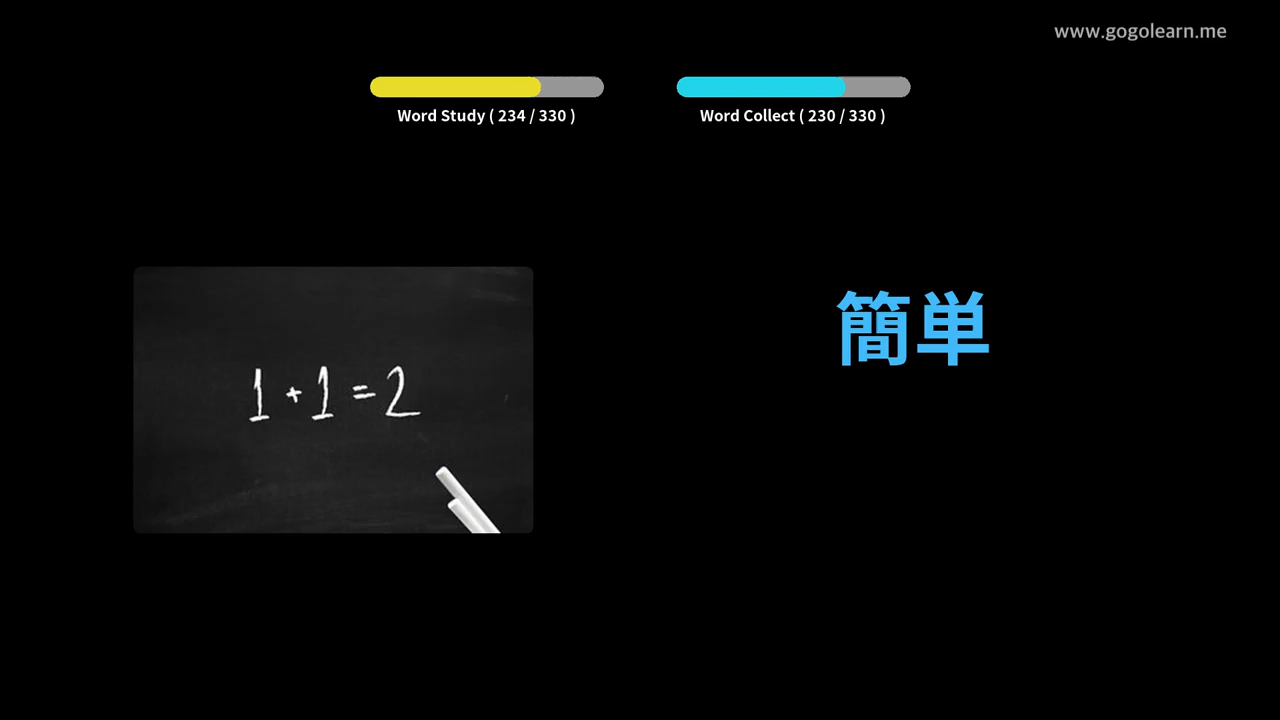 www.gogolearn.me
Word Study ( 234 / 330 )
Word Collect ( 230 / 330 )
簡単
1 + 1 = 2